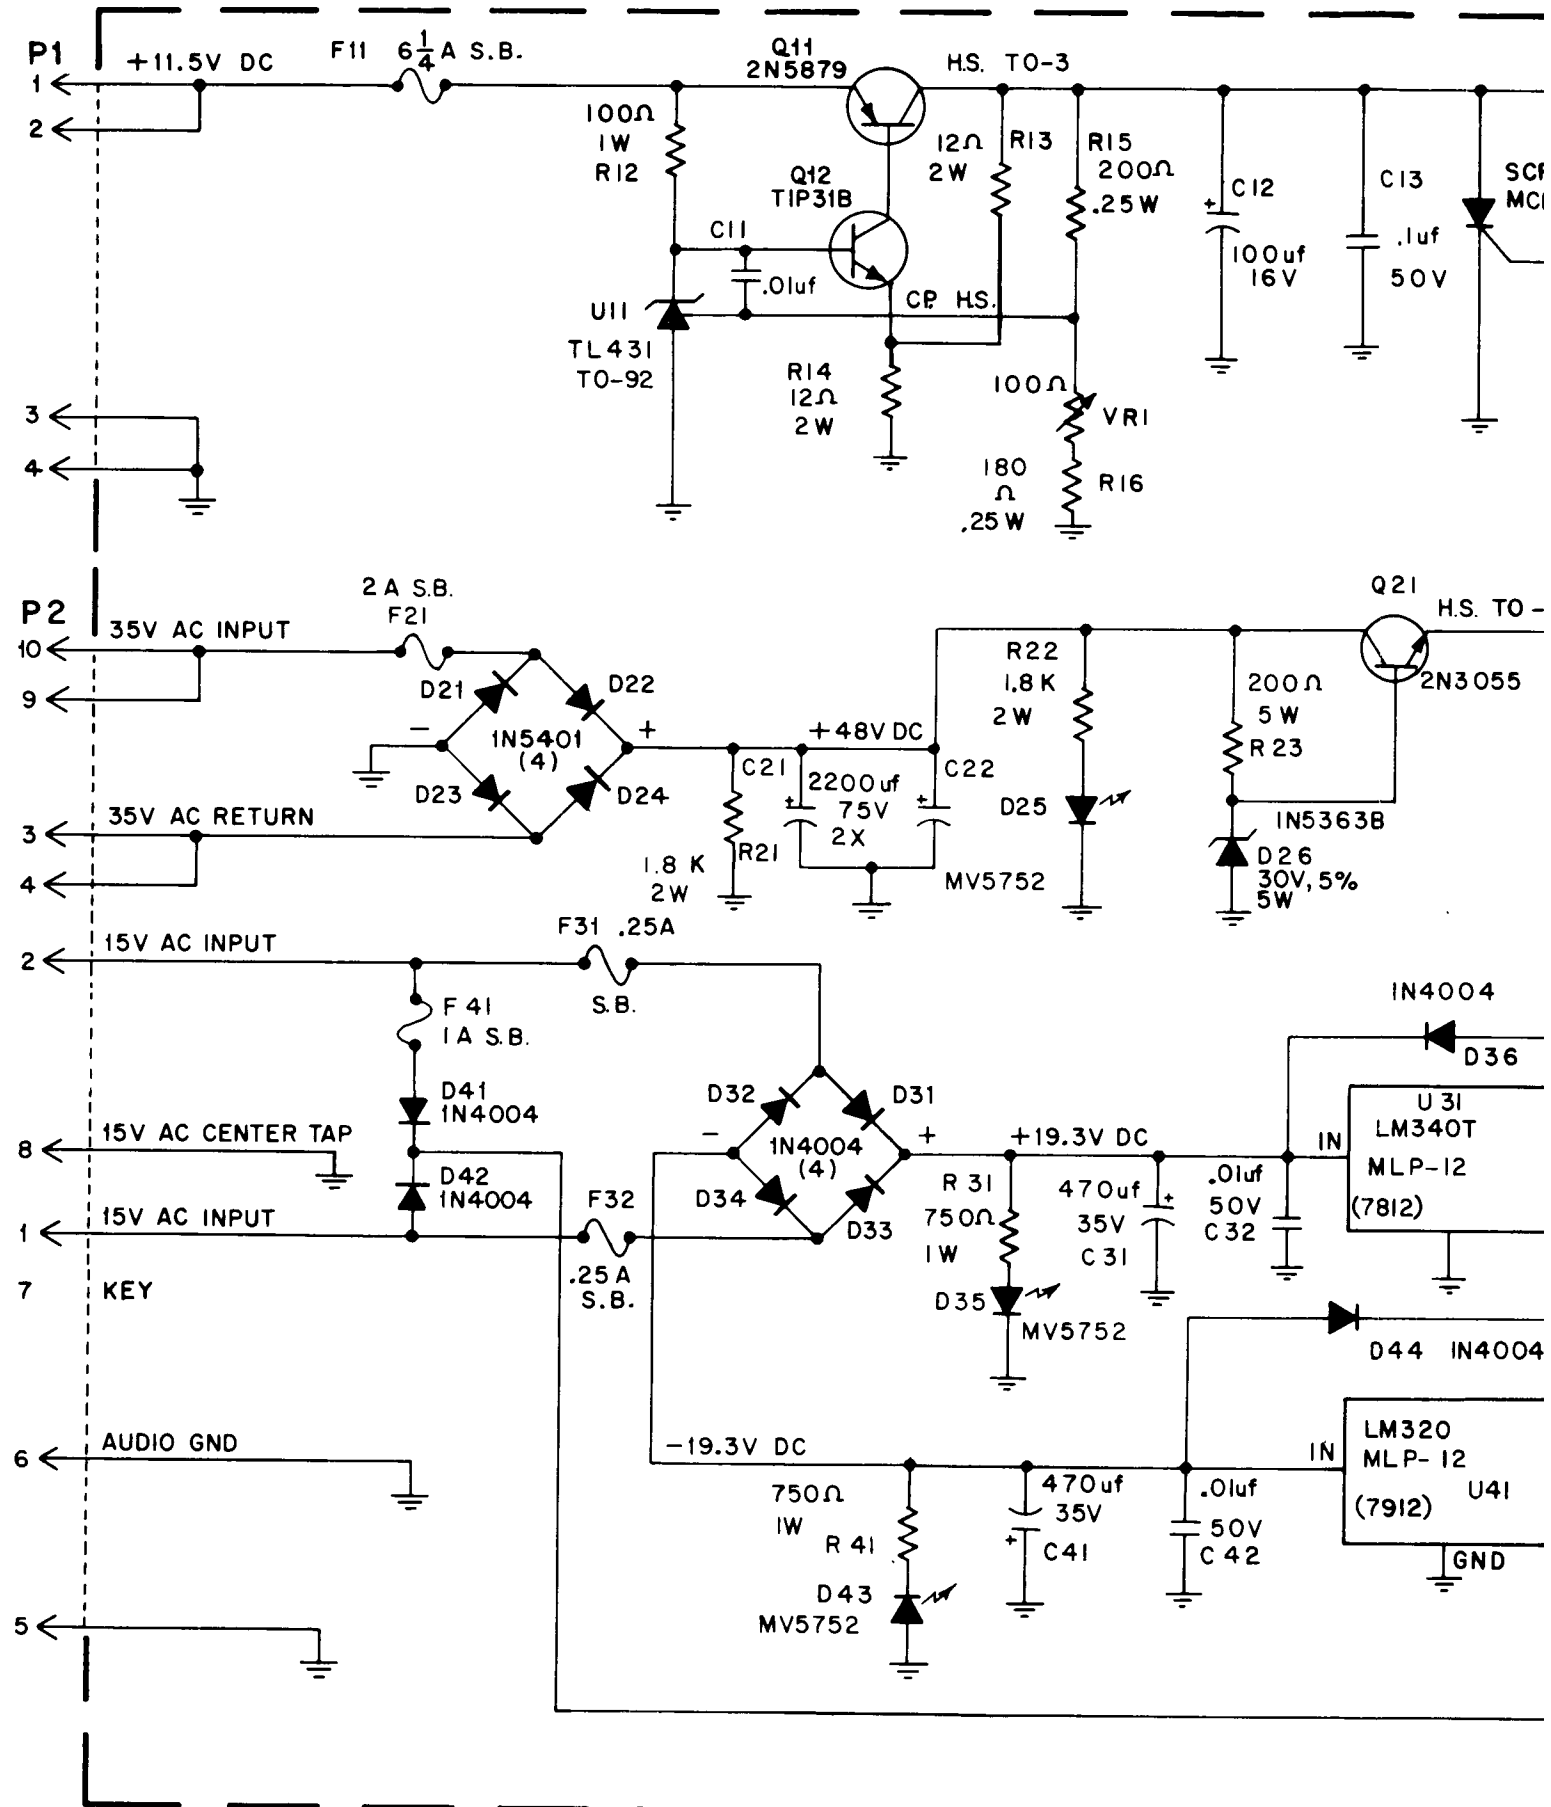 P1
+11.5V DC
F11 6 1/4 A S.B.
1
2
3
4
Q11
2N5879
H.S. TO-3
100Ω
1W
R12
Q12
TIP31B
C11
.01uf
U11
TL431
TO-92
CP. H.S.
12Ω
2W
R13
R15
200Ω
.25W
R14
12Ω
2W
100Ω
VR1
180
Ω
.25W
R16
C12
+
100uf
16V
C13
.1uf
50V
P2
35V AC INPUT
10
9
2A S.B.
F21
D21
D22
1N5401
(4)
D23
D24
-
+
35V AC RETURN
3
4
+48V DC
C21
2200uf
75V
2X
+
+
C22
R21
1.8 K
2W
R22
1.8K
2W
D25
MV5752
200Ω
5W
R23
1N5363B
D26
30V, 5%
5W
Q21
H.S. TO-
2N3055
15V AC INPUT
2
F31 .25A
S.B.
F 41
1A S.B.
D41
1N4004
15V AC CENTER TAP
8
D42
1N4004
15V AC INPUT
1
F32
.25A
S.B.
7
KEY
D32
D31
1N4004
(4)
D34
D33
-
+
+19.3V DC
R 31
750Ω
1W
D35
MV5752
470uf
35V
+
C 31
.01uf
50V
C 32
1N4004
D36
IN
U 31
LM340T
MLP-12
(7812)
D44 1N4004
AUDIO GND
6
-19.3V DC
750Ω
1W
R 41
D43
MV5752
470uf
35V
+
C41
.01uf
50V
C 42
IN
LM320
MLP-12
(7912)
U41
GND
5